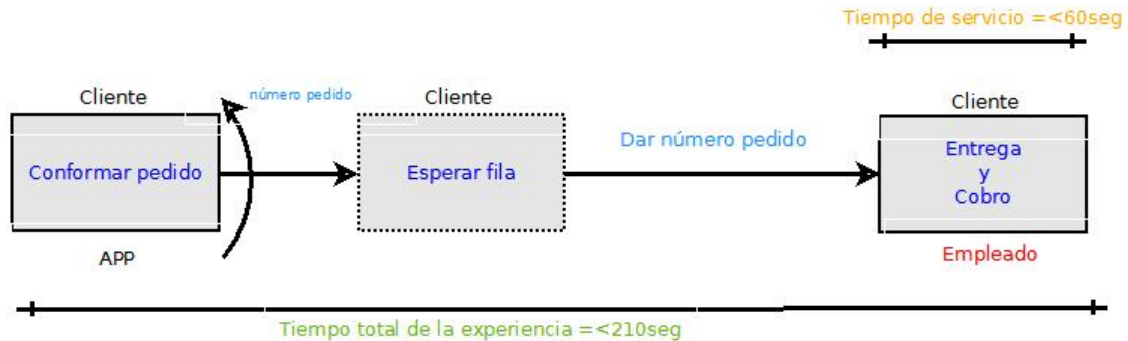 Tiempo de servicio =<60seg
Cliente
número pedido
Cliente
Cliente
Conformar pedido
Esperar fila
Dar número pedido
Entrega
y
Cobro
APP
Empleado
Tiempo total de la experiencia =<210seg